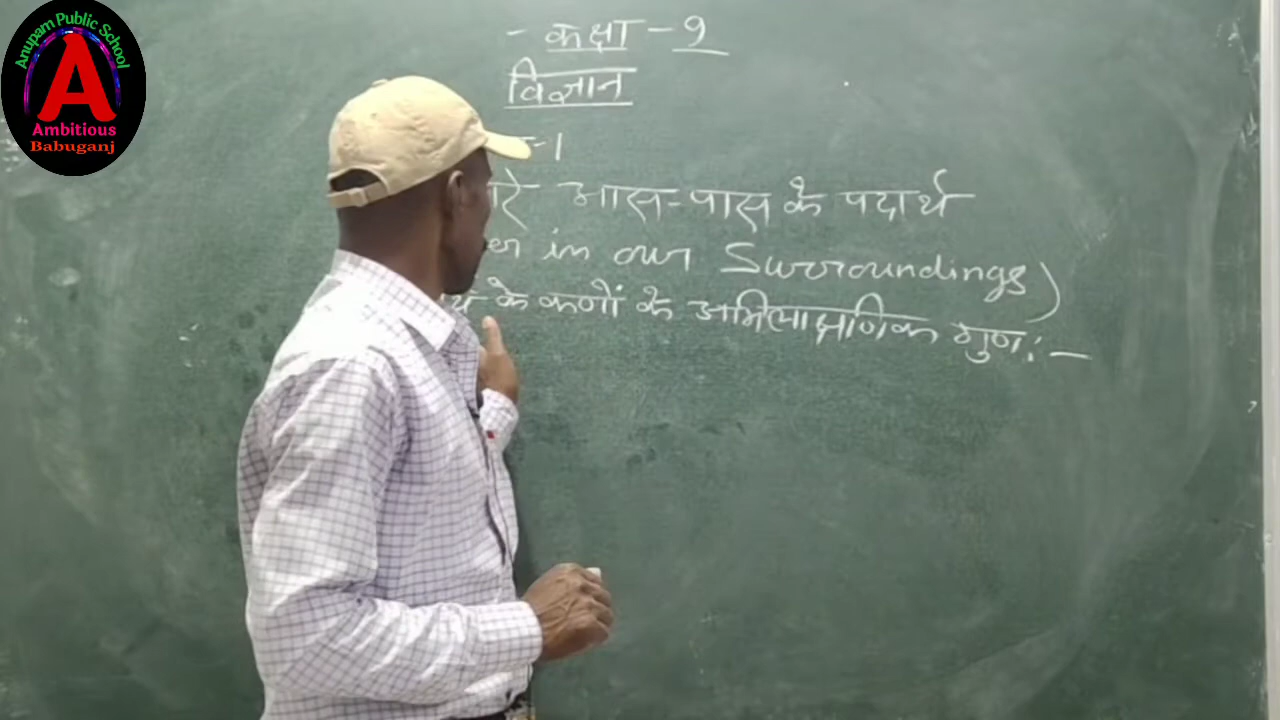 Anupam Public School
A
Ambitious
Babuganj
- कक्षा - 9
विज्ञान
-1
आस-पास के पदार्थ
in our Surroundings)
के कणों के अभिलाक्षणिक गुण: -